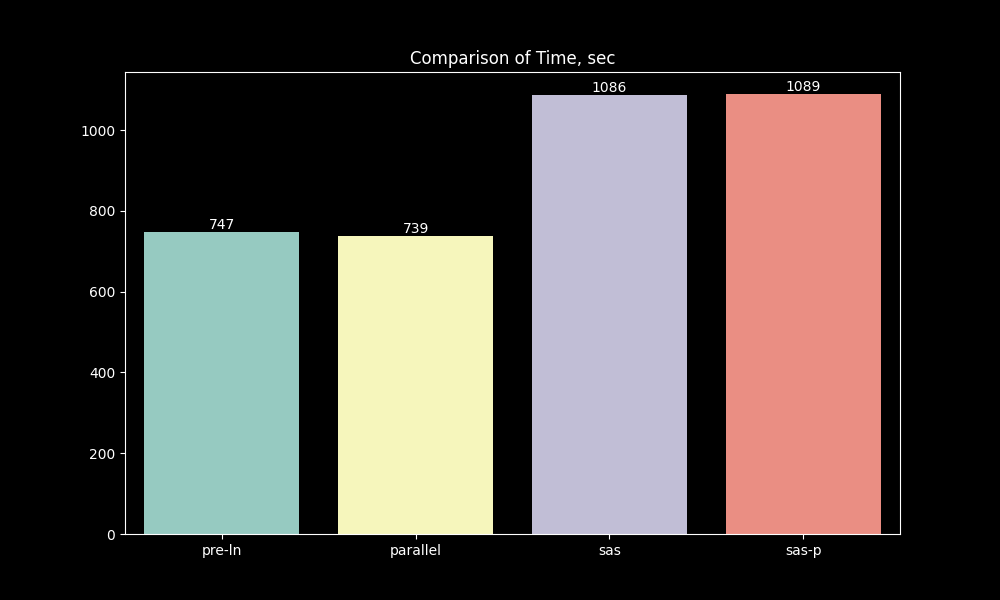 Comparison of Time, sec
1086
1089
1000
800
747
739
600
400
200
0
pre-ln
parallel
sas
sas-p